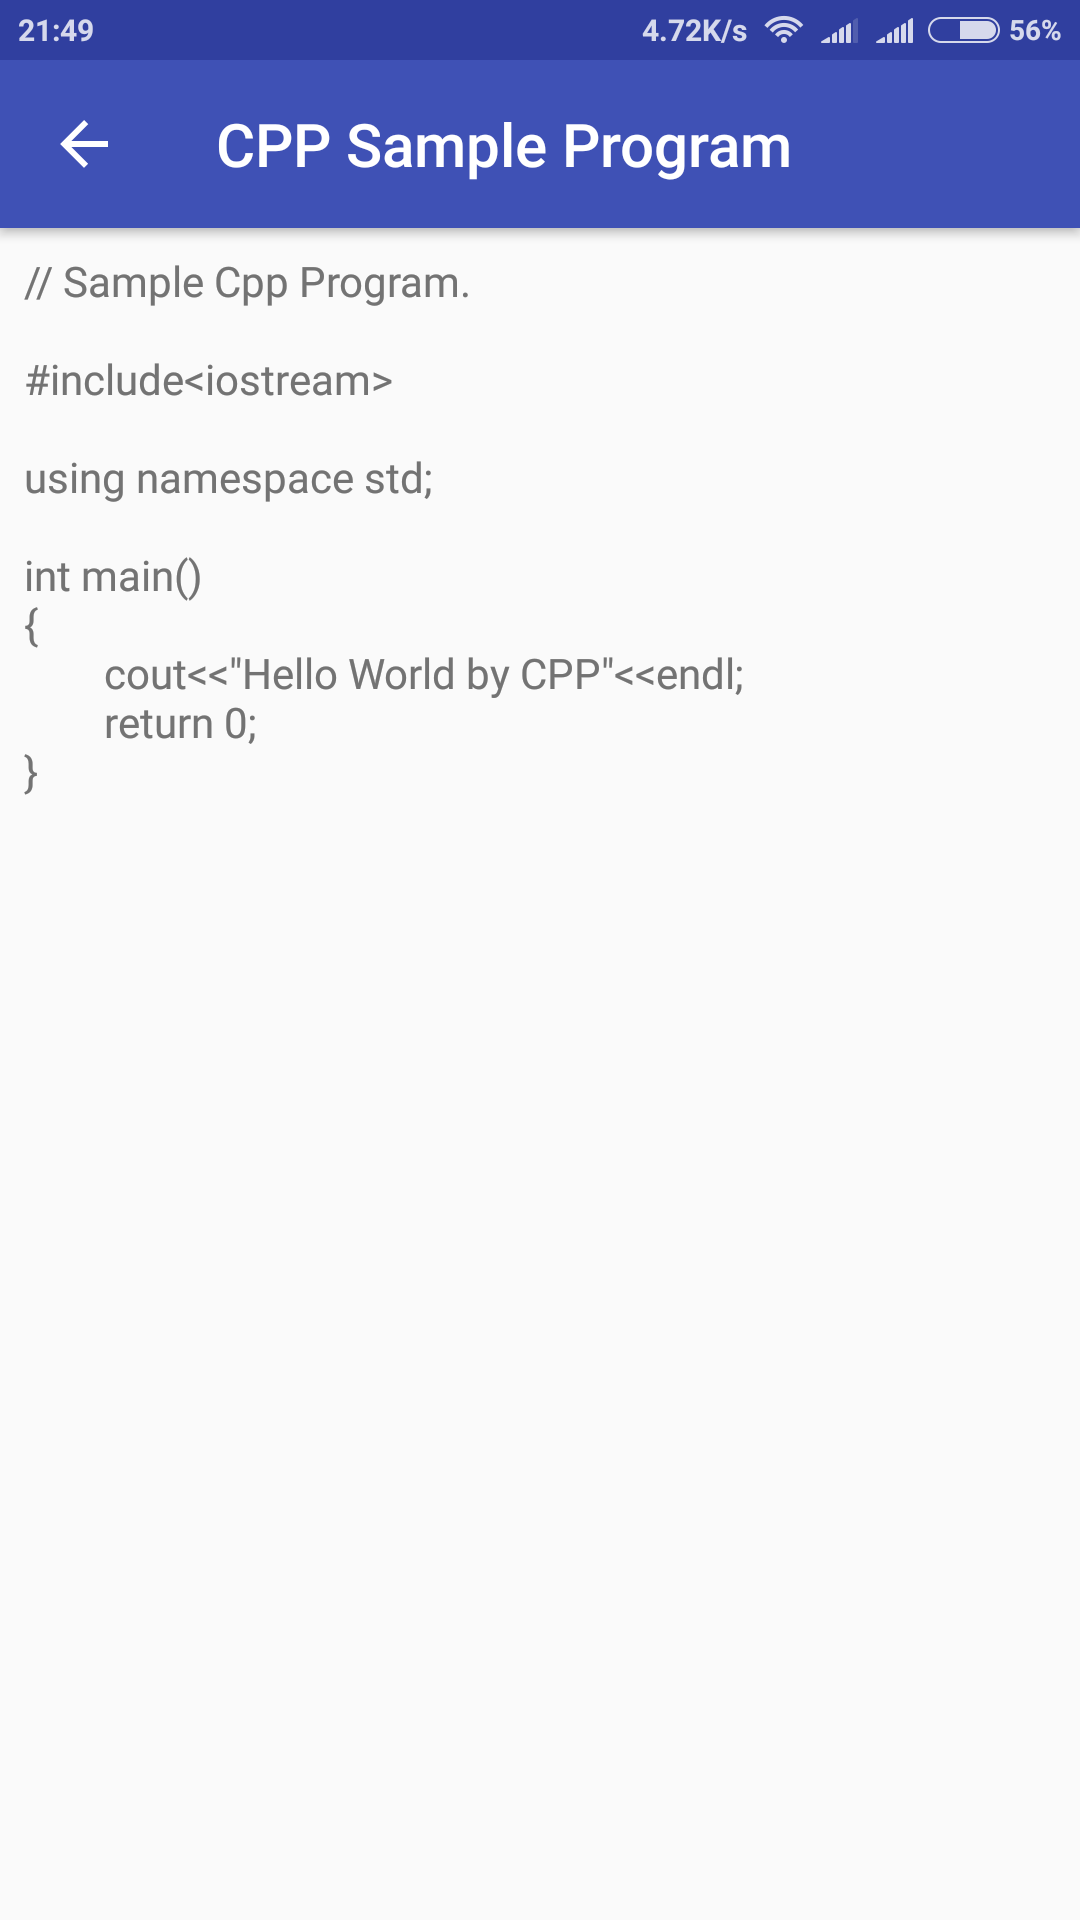 21:49 4.72K/s 56%
CPP Sample Program
// Sample Cpp Program.
#include<iostream>
using namespace std;
int main()
{
cout<<"Hello World by CPP"<<endl;
return 0;
}